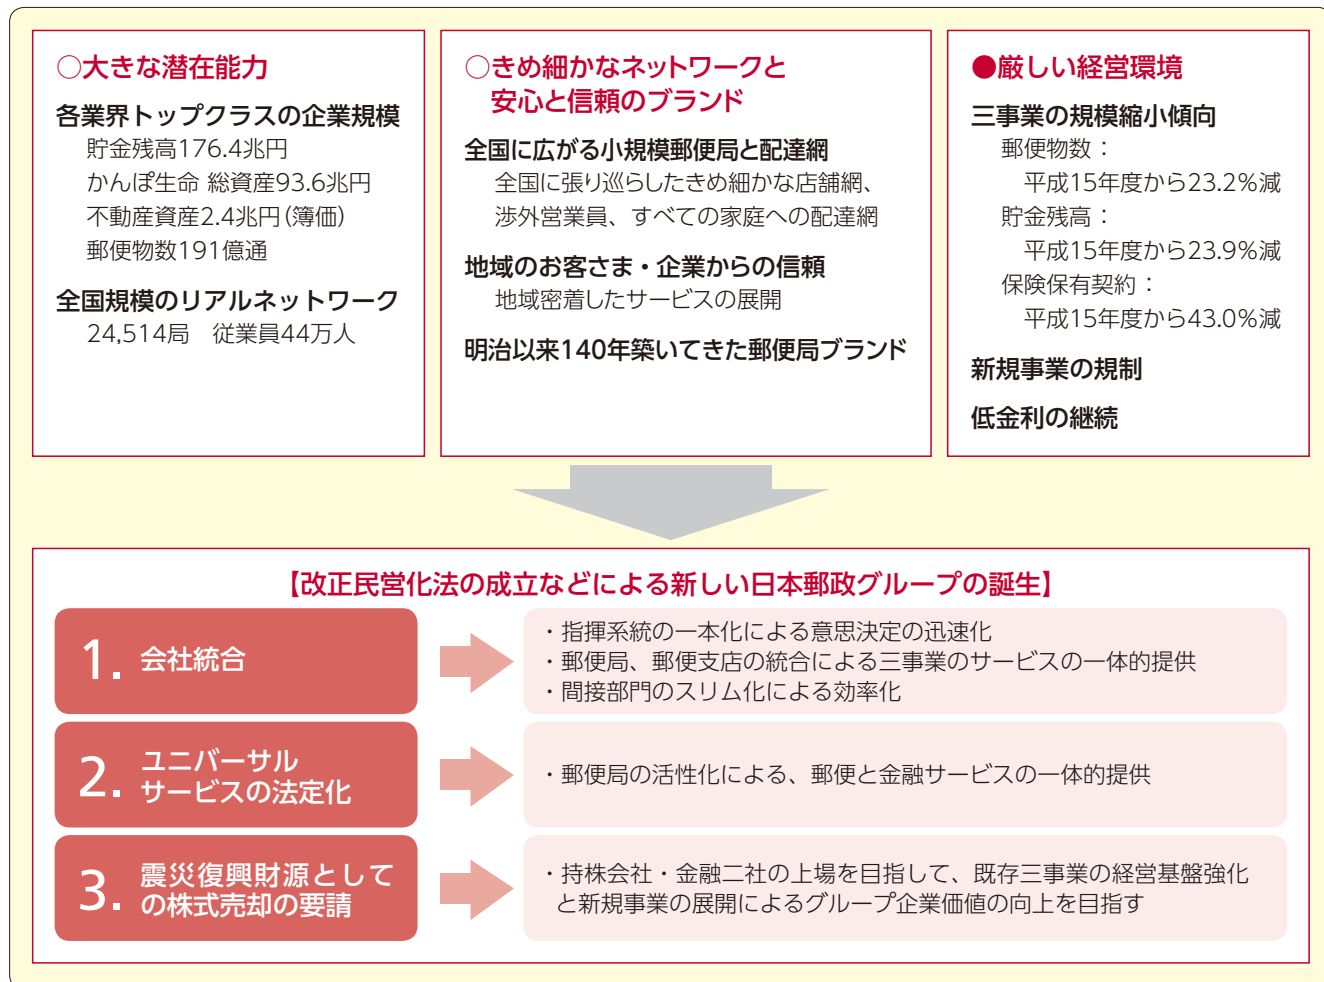 ○大きな潜在能力
各業界トップクラスの企業規模
貯金残高176.4兆円
かんぽ生命 総資産93.6兆円
不動産資産2.4兆円(簿価)
郵便物数191億通
全国規模のリアルネットワーク
24,514局　従業員44万人
○きめ細かなネットワークと
安心と信頼のブランド
全国に広がる小規模郵便局と配達網
全国に張り巡らしたきめ細かな店舗網、
渉外営業員、すべての家庭への配達網
地域のお客さま・企業からの信頼
地域密着したサービスの展開
明治以来140年築いてきた郵便局ブランド
●厳しい経営環境
三事業の規模縮小傾向
郵便物数：
平成15年度から23.2%減
貯金残高：
平成15年度から23.9%減
保険保有契約：
平成15年度から43.0%減
新規事業の規制
低金利の継続
【改正民営化法の成立などによる新しい日本郵政グループの誕生】
1. 会社統合
・指揮系統の一本化による意思決定の迅速化
・郵便局、郵便支店の統合による三事業のサービスの一体的提供
・間接部門のスリム化による効率化
2. ユニバーサル
サービスの法定化
・郵便局の活性化による、郵便と金融サービスの一体的提供
3. 震災復興財源として
の株式売却の要請
・持株会社・金融二社の上場を目指して、既存三事業の経営基盤強化
と新規事業の展開によるグループ企業価値の向上を目指す